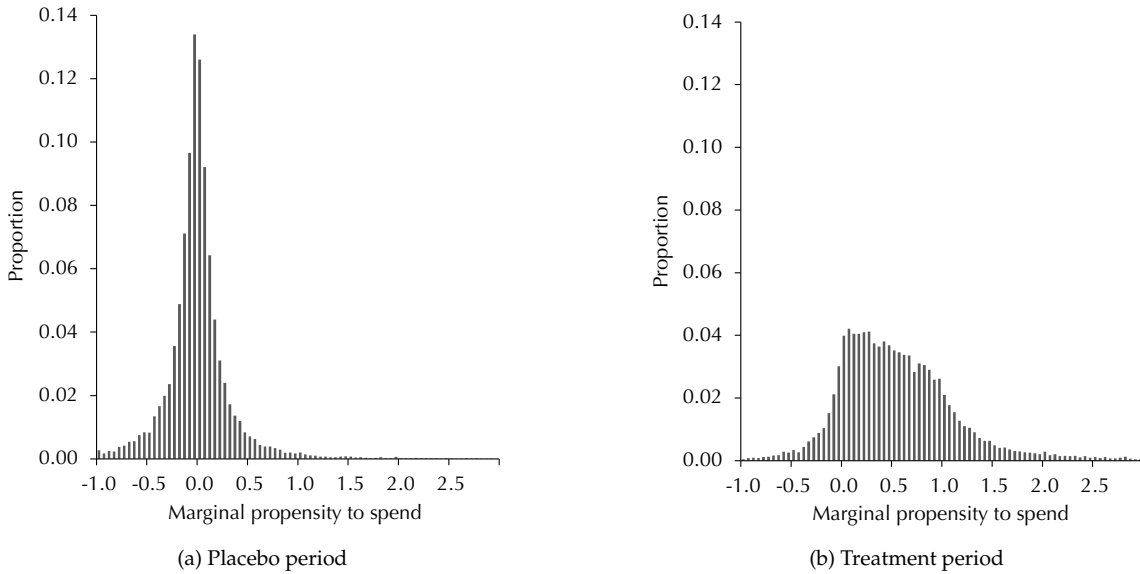 0.14
0.12
0.10
0.08
0.06
0.04
0.02
0.00
Proportion
-1.0 -0.5 0.0 0.5 1.0 1.5 2.0 2.5
Marginal propensity to spend
(a) Placebo period
0.14
0.12
0.10
0.08
0.06
0.04
0.02
0.00
Proportion
-1.0 -0.5 0.0 0.5 1.0 1.5 2.0 2.5
Marginal propensity to spend
(b) Treatment period